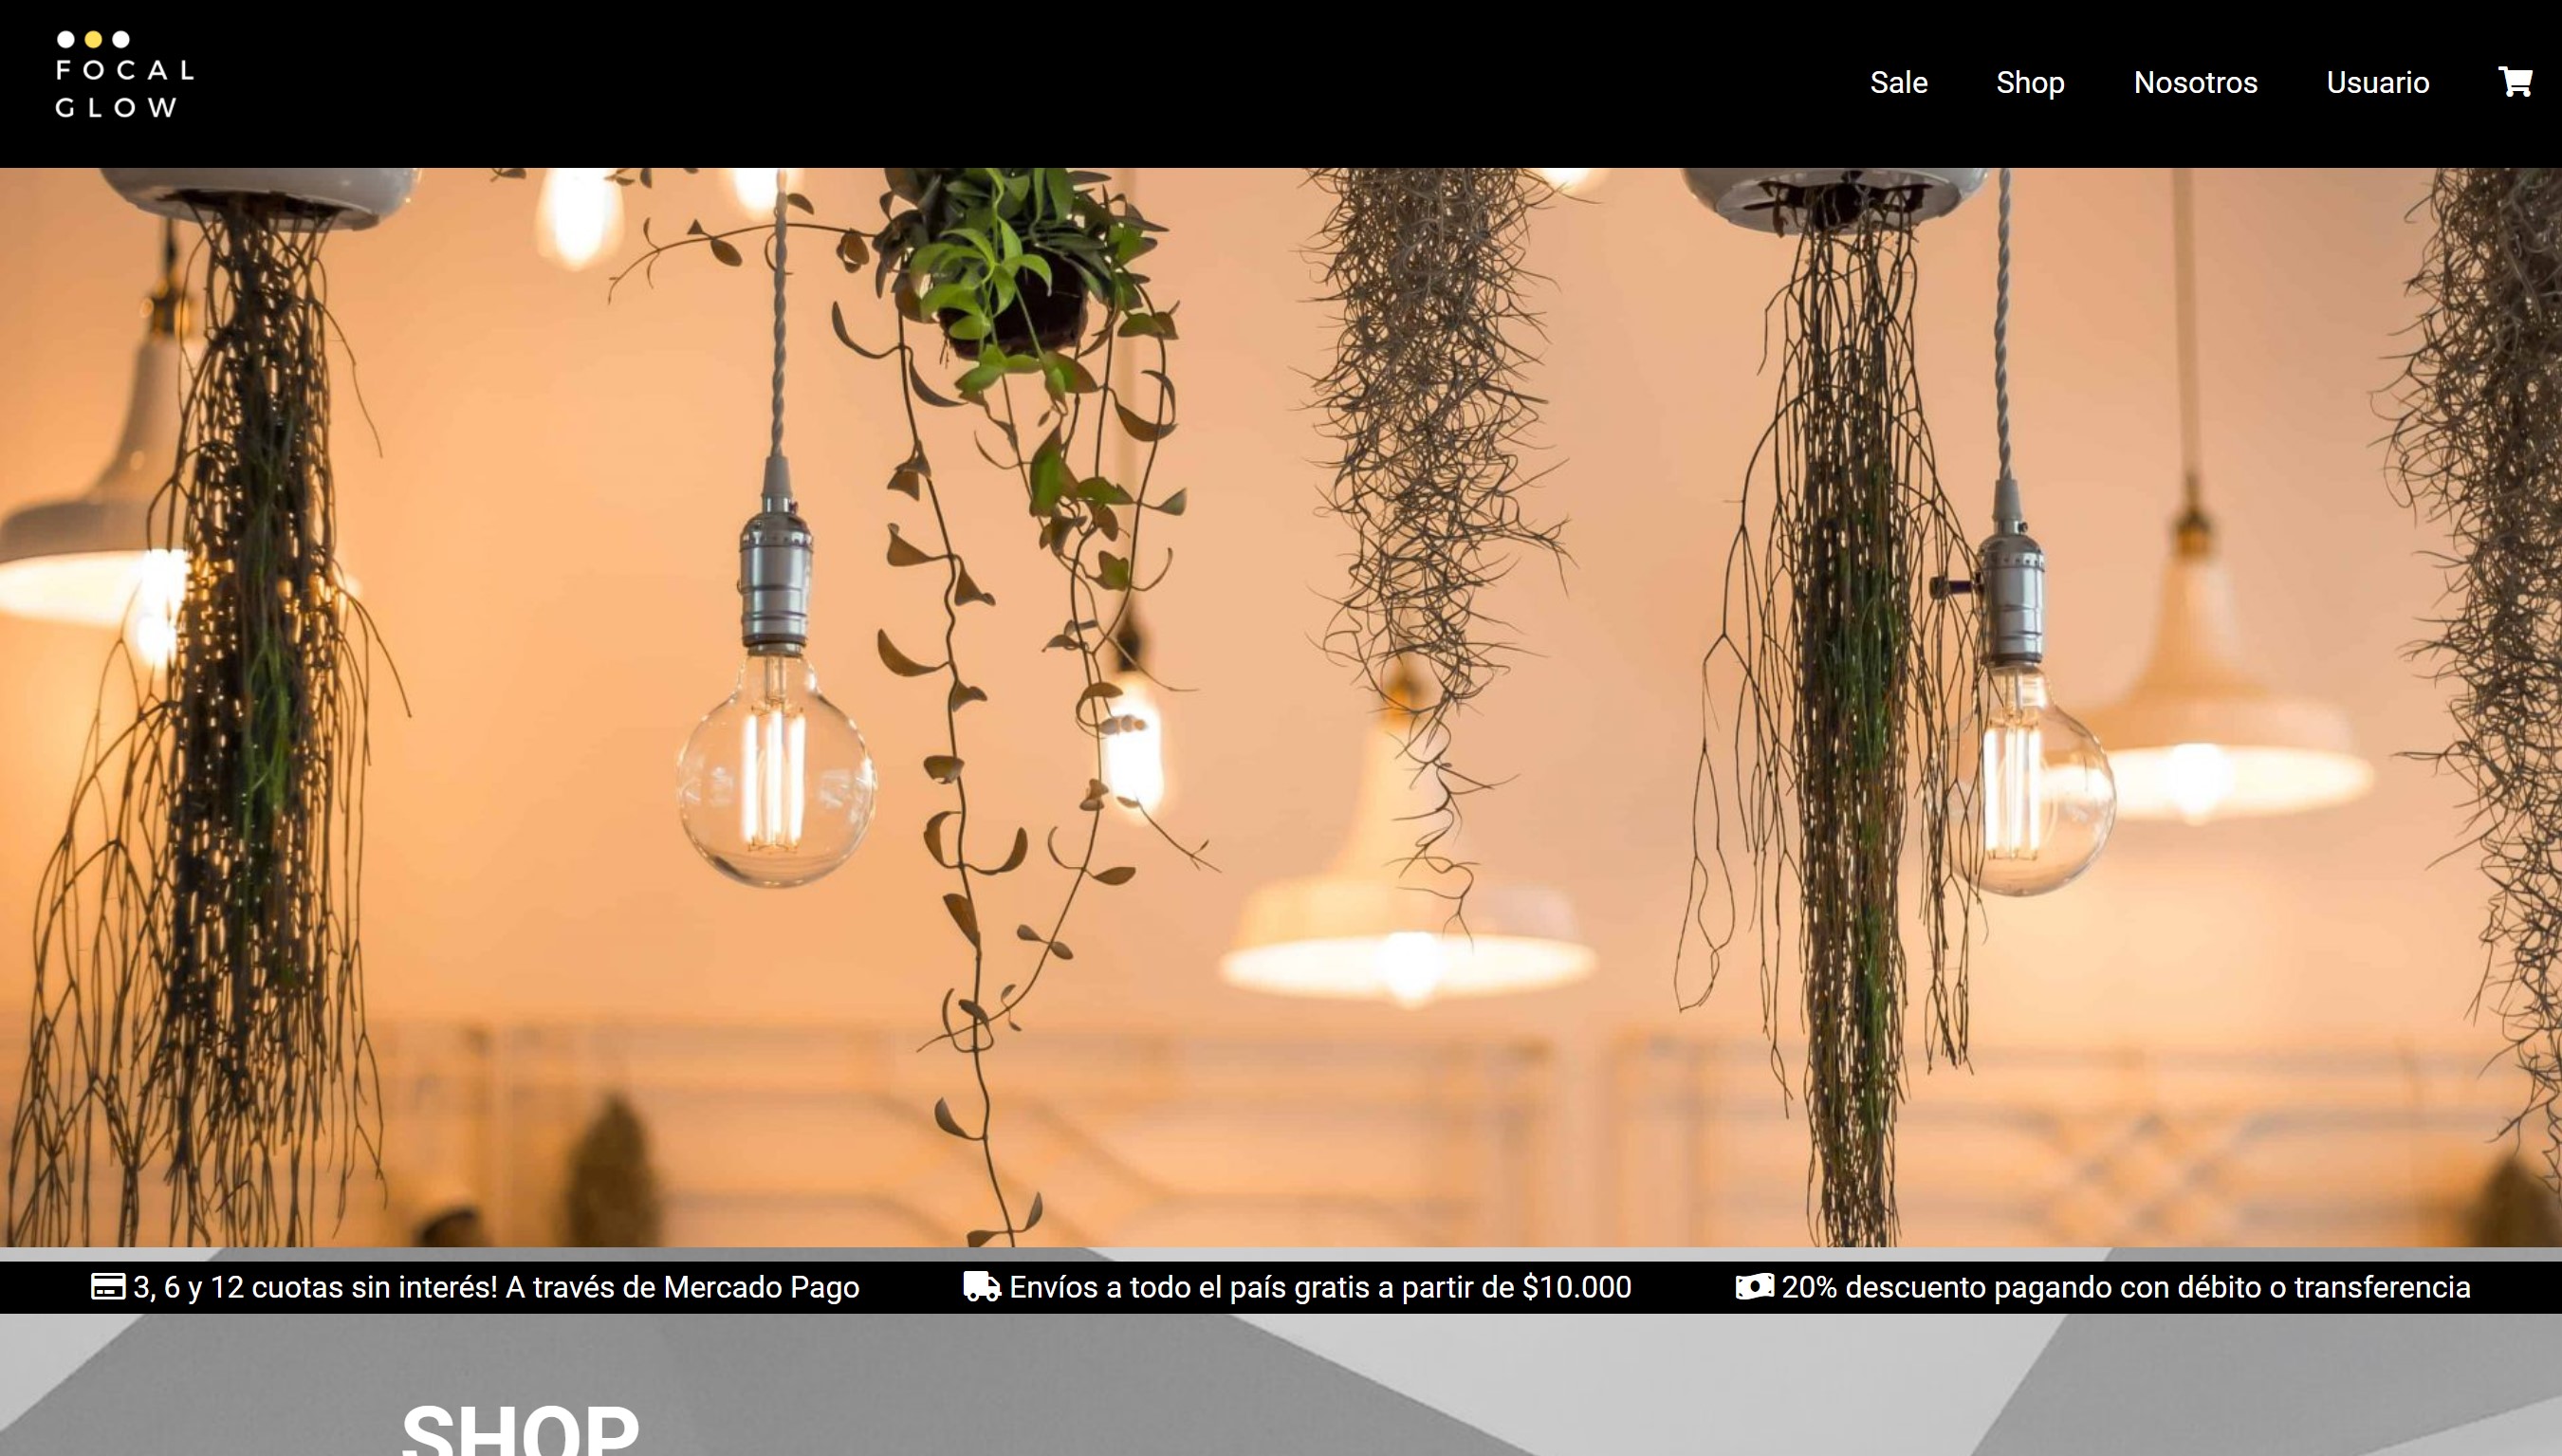 FOCAL
GLOW
Sale Shop Nosotros Usuario
3, 6 y 12 cuotas sin interés! A través de Mercado Pago
Envíos a todo el país gratis a partir de $10.000
20% descuento pagando con débito o transferencia
SHOP